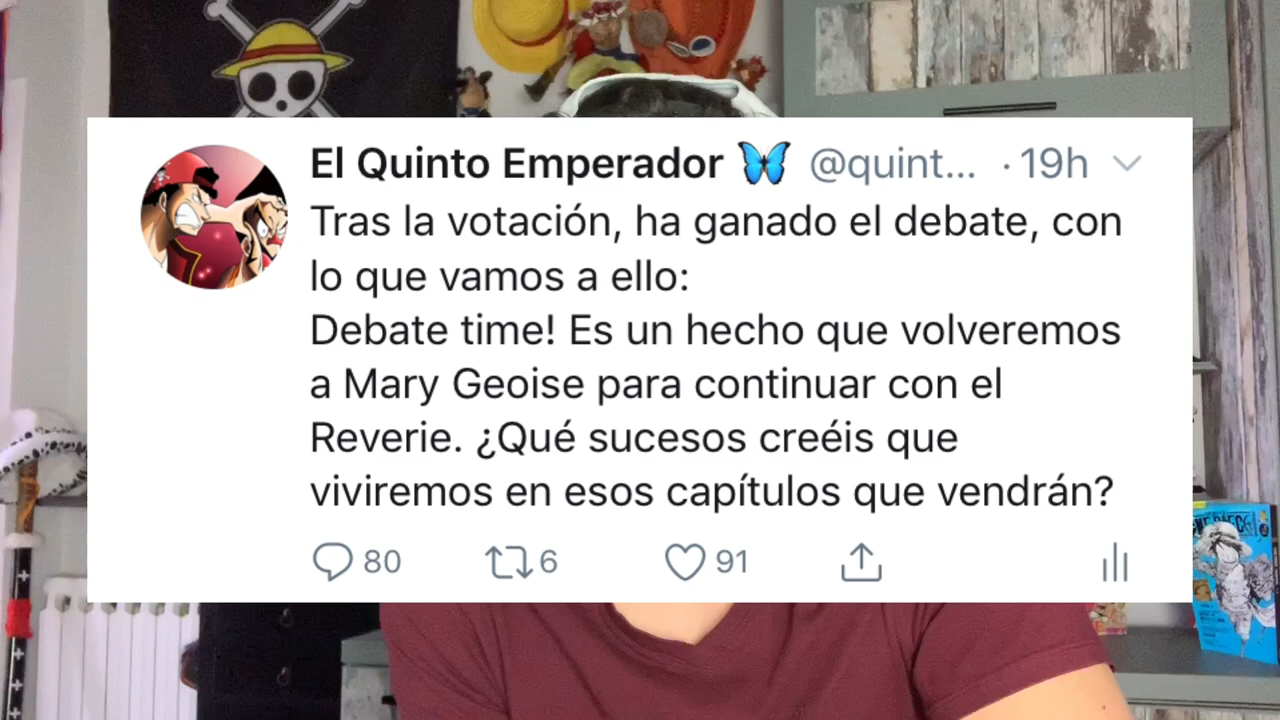 El Quinto Emperador 🦋 @quint... · 19h
Tras la votación, ha ganado el debate, con
lo que vamos a ello:
Debate time! Es un hecho que volveremos
a Mary Geoise para continuar con el
Reverie. ¿Qué sucesos creéis que
viviremos en esos capítulos que vendrán?
80 6 91
ONE PIECE